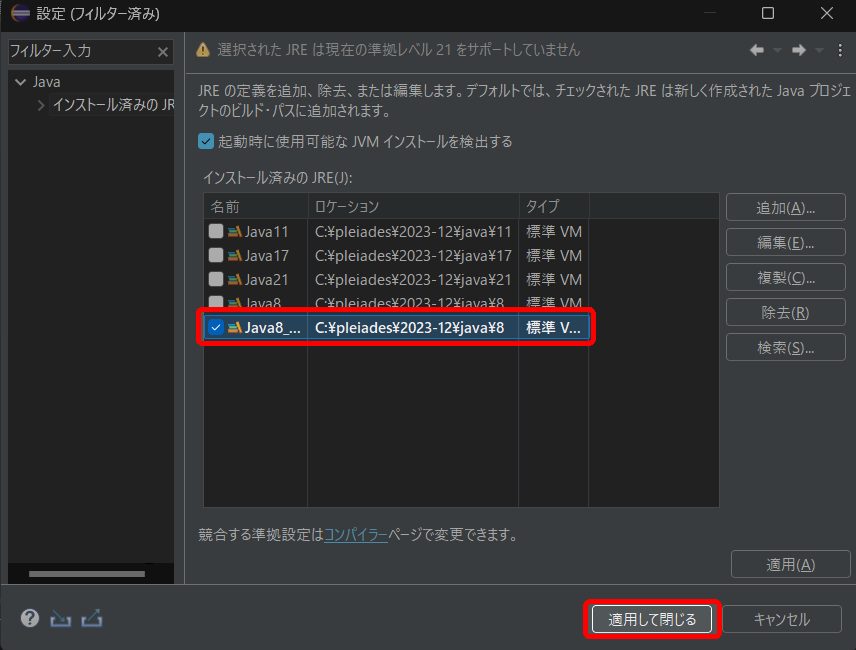 設定 (フィルター済み)
フィルター入力
Java
インストール済みの JR
選択された JRE は現在の準拠レベル 21 をサポートしていません
JRE の定義を追加、除去、または編集します。デフォルトでは、チェックされた JRE は新しく作成された Java プロジェ
クトのビルド・パスに追加されます。
起動時に使用可能な JVM インストールを検出する
インストール済みの JRE(J):
名前 ロケーション タイプ
Java11 C:¥pleiades¥2023-12¥java¥11 標準 VM
Java17 C:¥pleiades¥2023-12¥java¥17 標準 VM
Java21 C:¥pleiades¥2023-12¥java¥21 標準 VM
Java8 C:¥pleiades¥2023-12¥java¥8 標準 VM
Java8_... C:¥pleiades¥2023-12¥java¥8 標準 V...
追加(A)...
編集(E)...
複製(C)...
除去(R)
検索(S)...
競合する準拠設定はコンパイラーページで変更できます。
適用(A)
適用して閉じる
キャンセル